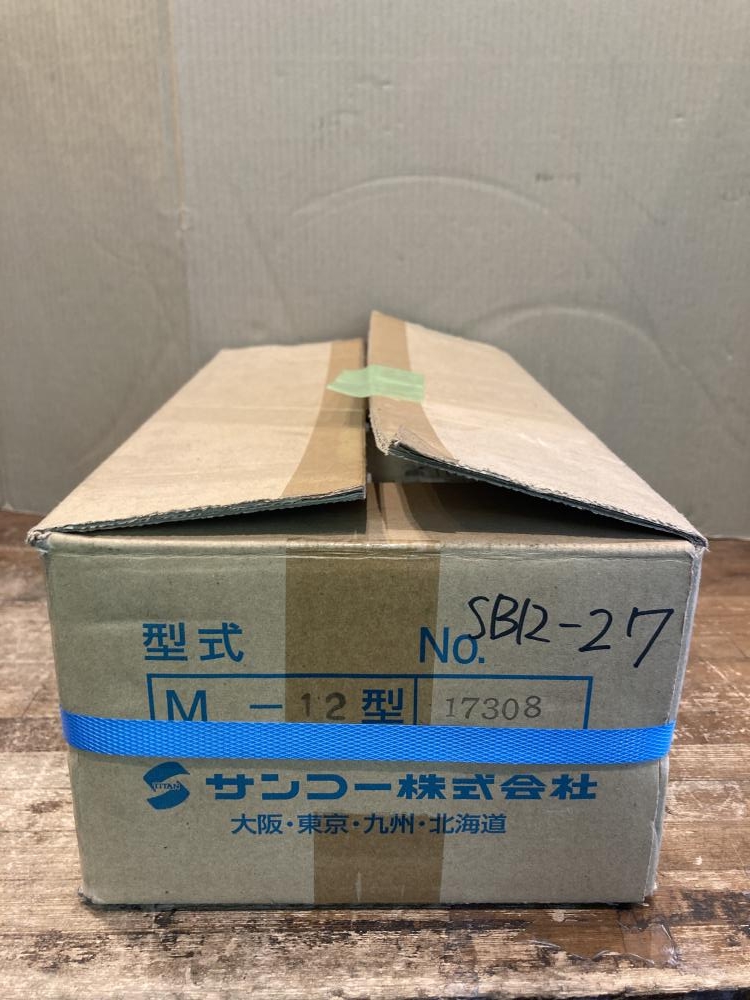 SB12-27
型式 No.
M-12型 17308
TITAN サンコー株式会社
大阪・東京・九州・北海道